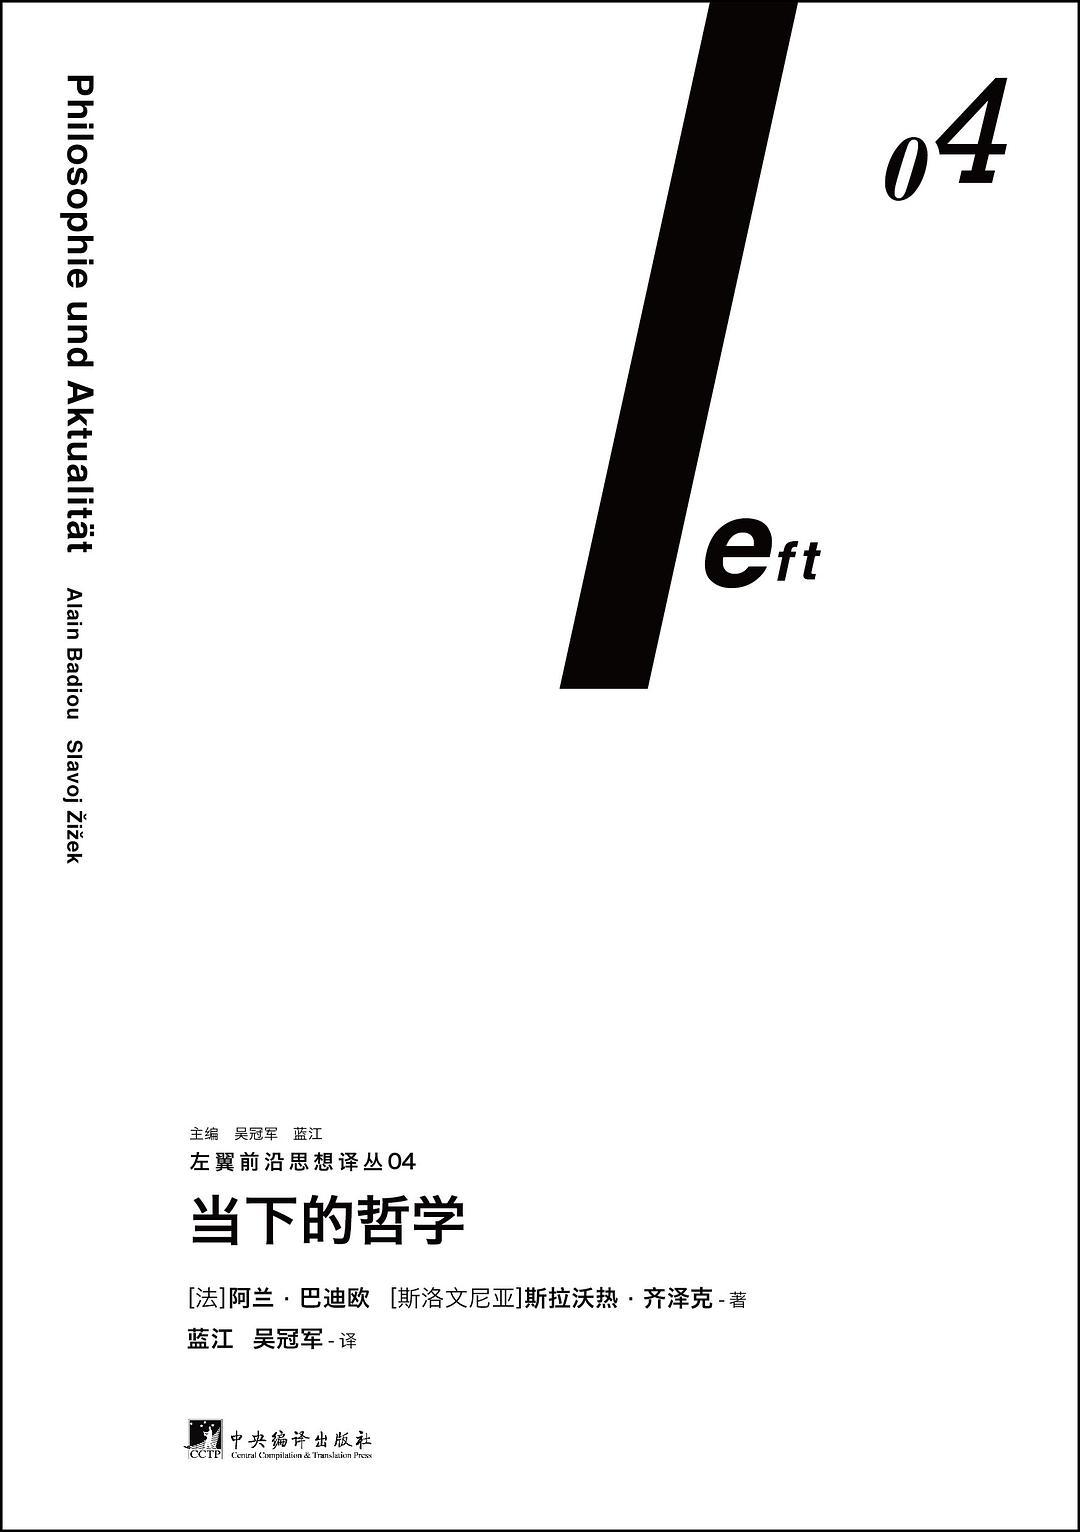 Philosophie und Aktualität Alain Badiou Slavoj Žižek
04
left
主编 吴冠军 蓝江
左翼前沿思想译丛04
当下的哲学
[法]阿兰·巴迪欧 [斯洛文尼亚]斯拉沃热·齐泽克 - 著
蓝江 吴冠军 - 译
CCTP
中央编译出版社
Central Compilation & Translation Press